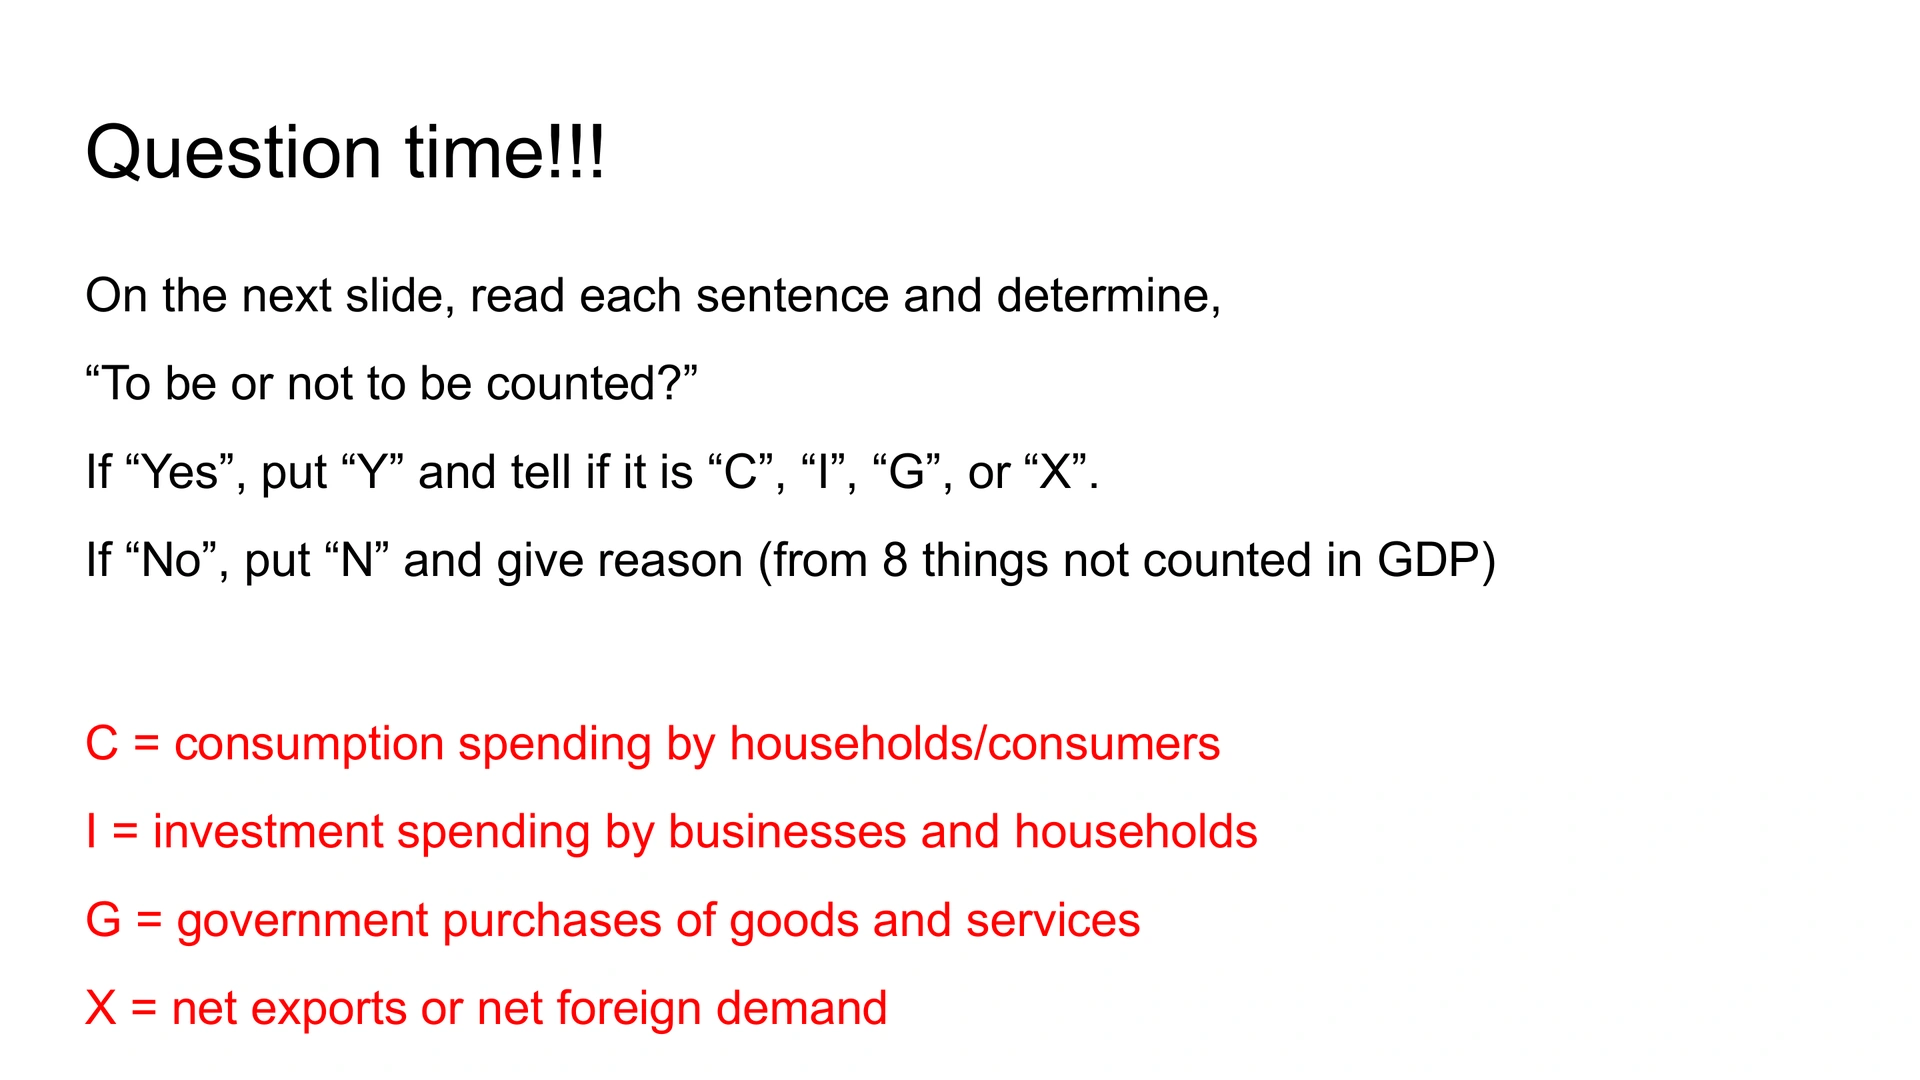 Question time!!!
On the next slide, read each sentence and determine,
“To be or not to be counted?”
If “Yes”, put “Y” and tell if it is “C”, “I”, “G”, or “X”.
If “No”, put “N” and give reason (from 8 things not counted in GDP)
C = consumption spending by households/consumers
I = investment spending by businesses and households
G = government purchases of goods and services
X = net exports or net foreign demand